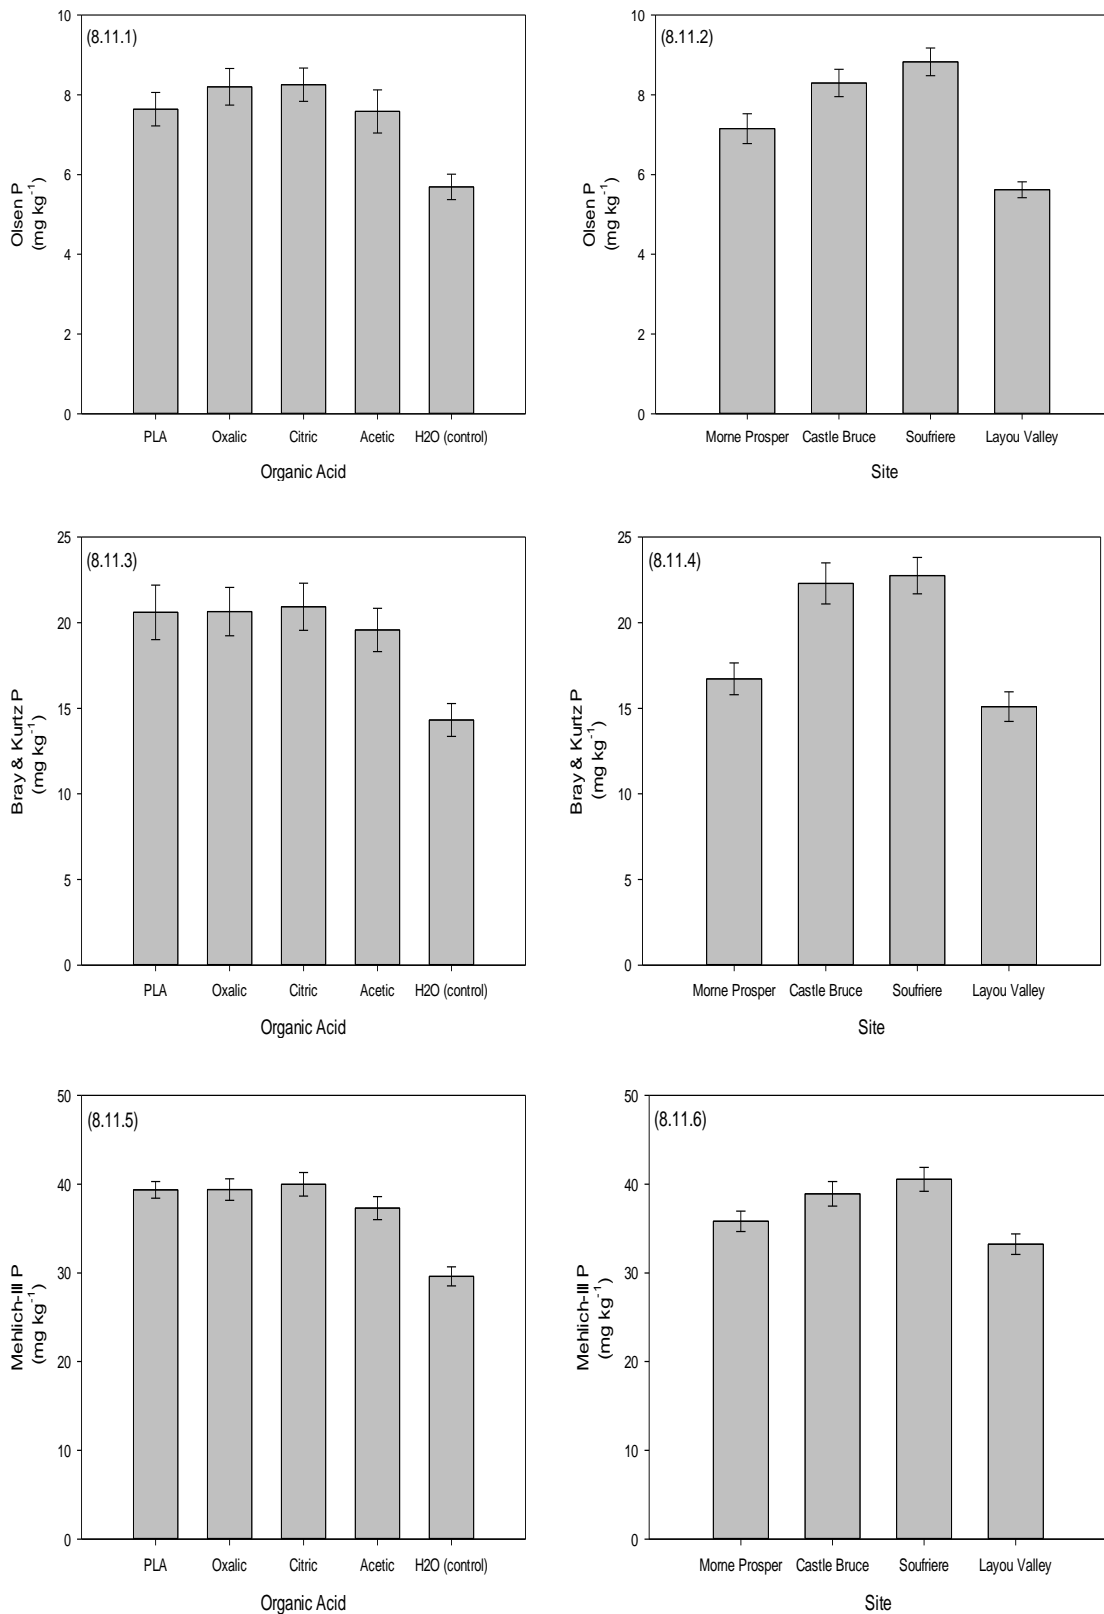 (8.11.1)
10
8
6
4
2
0
Olsen P
(mg kg-1)
PLA Oxalic Citric Acetic H2O (control)
Organic Acid
(8.11.2)
10
8
6
4
2
0
Olsen P
(mg kg-1)
Morne Prosper Castle Bruce Soufriere Layou Valley
Site
(8.11.3)
25
20
15
10
5
0
Bray & Kurtz P
(mg kg-1)
PLA Oxalic Citric Acetic H2O (control)
Organic Acid
(8.11.4)
25
20
15
10
5
0
Bray & Kurtz P
(mg kg-1)
Morne Prosper Castle Bruce Soufriere Layou Valley
Site
(8.11.5)
50
40
30
20
10
0
Mehlich-III P
(mg kg-1)
PLA Oxalic Citric Acetic H2O (control)
Organic Acid
(8.11.6)
50
40
30
20
10
0
Mehlich-III P
(mg kg-1)
Morne Prosper Castle Bruce Soufriere Layou Valley
Site